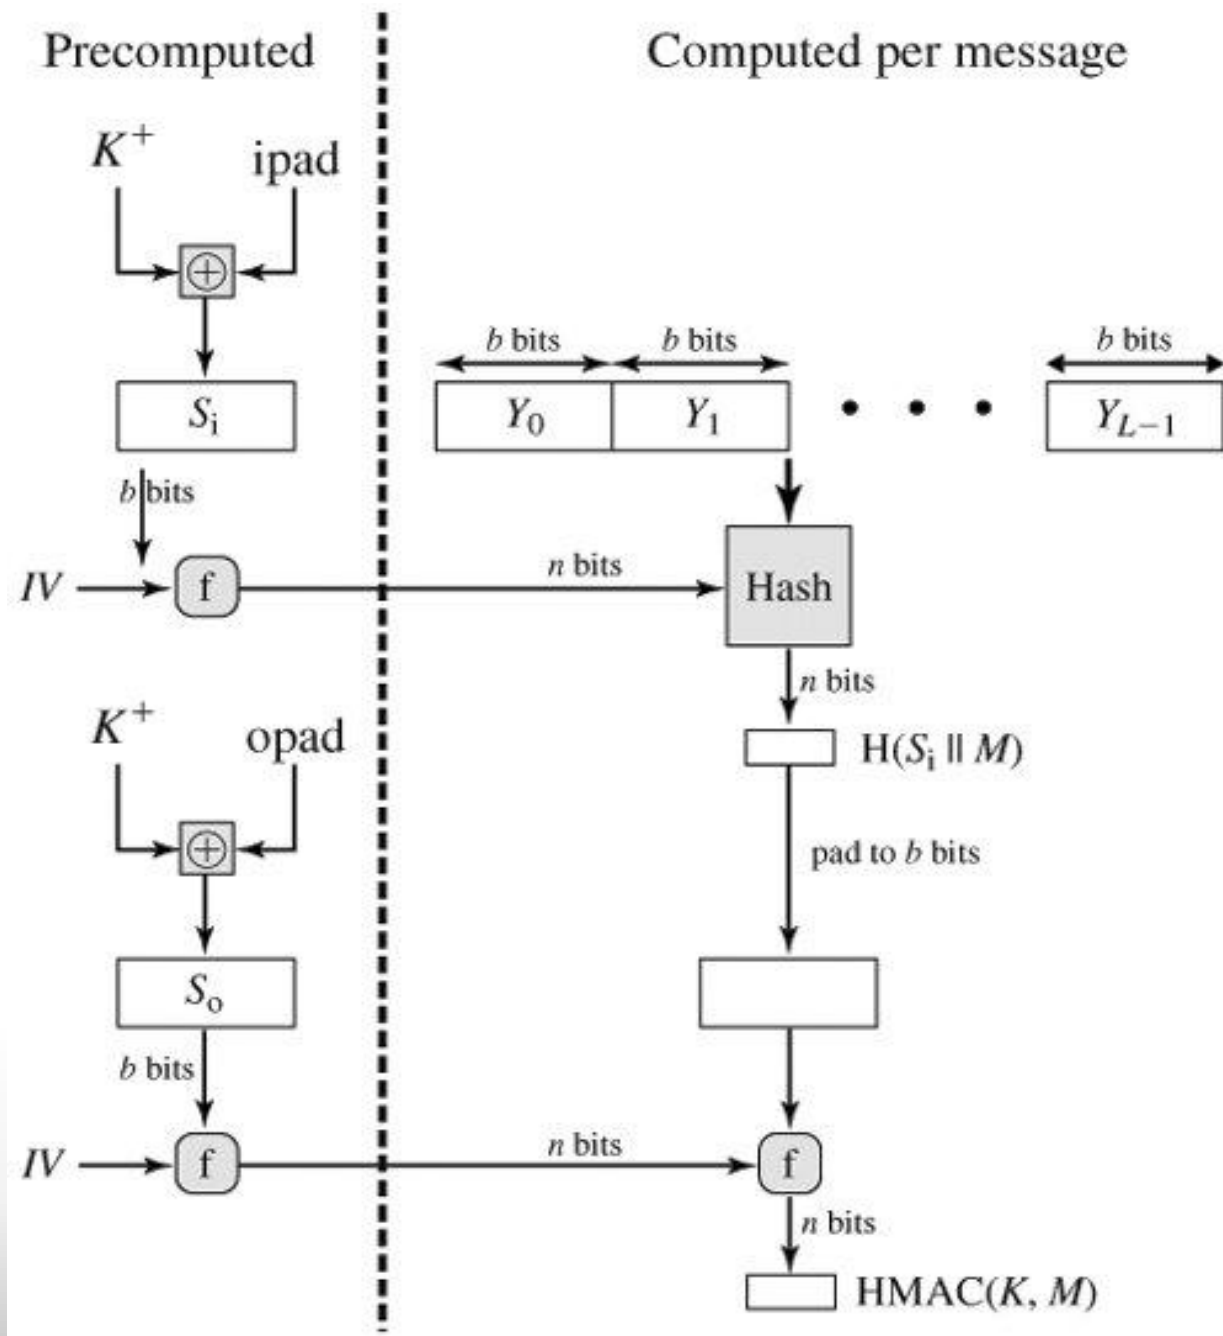 Precomputed
Computed per message
K+
ipad
⊕
b bits
b bits
b bits
Si
Y0
Y1
• • •
YL−1
b bits
IV
f
n bits
Hash
n bits
K+
opad
H(Si || M)
⊕
pad to b bits
So
b bits
IV
f
n bits
f
n bits
HMAC(K, M)